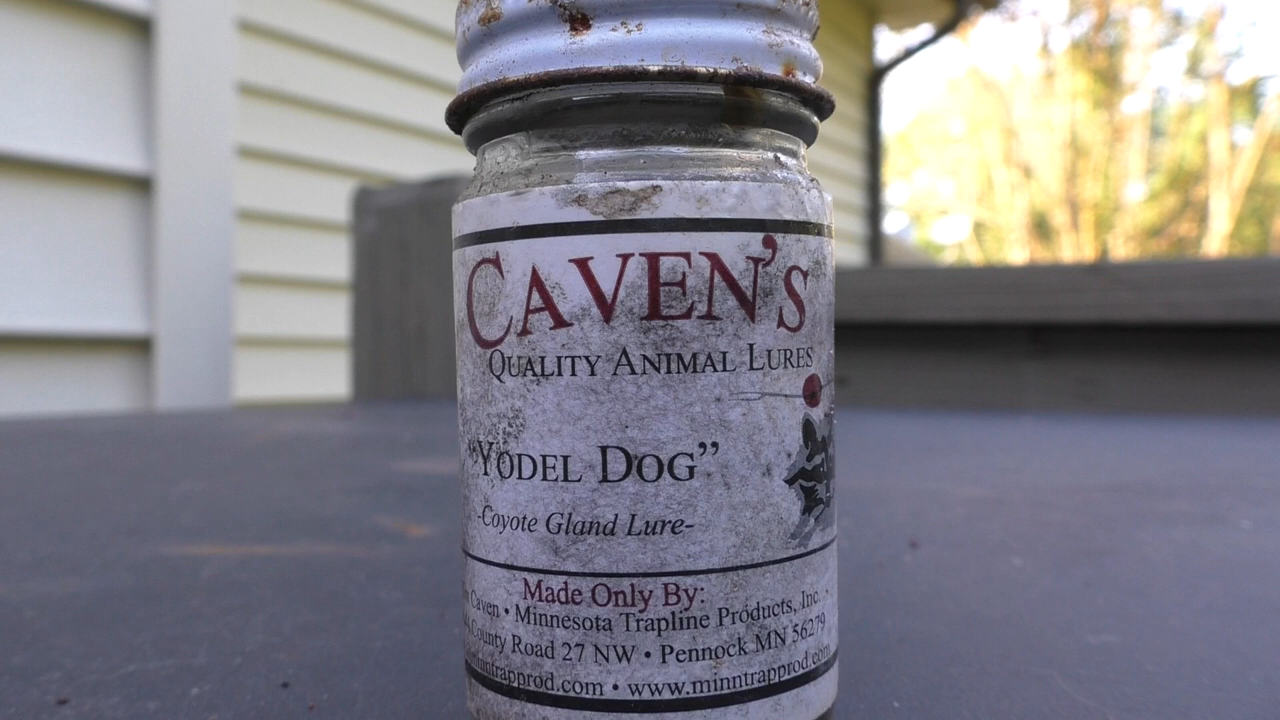 CAVEN'S
QUALITY ANIMAL LURES
"YODEL DOG"
-Coyote Gland Lure-
Made Only By:
Caven • Minnesota Trapline Products, Inc. •
County Road 27 NW • Pennock MN 56279
minntrapprod.com • www.minntrapprod.com